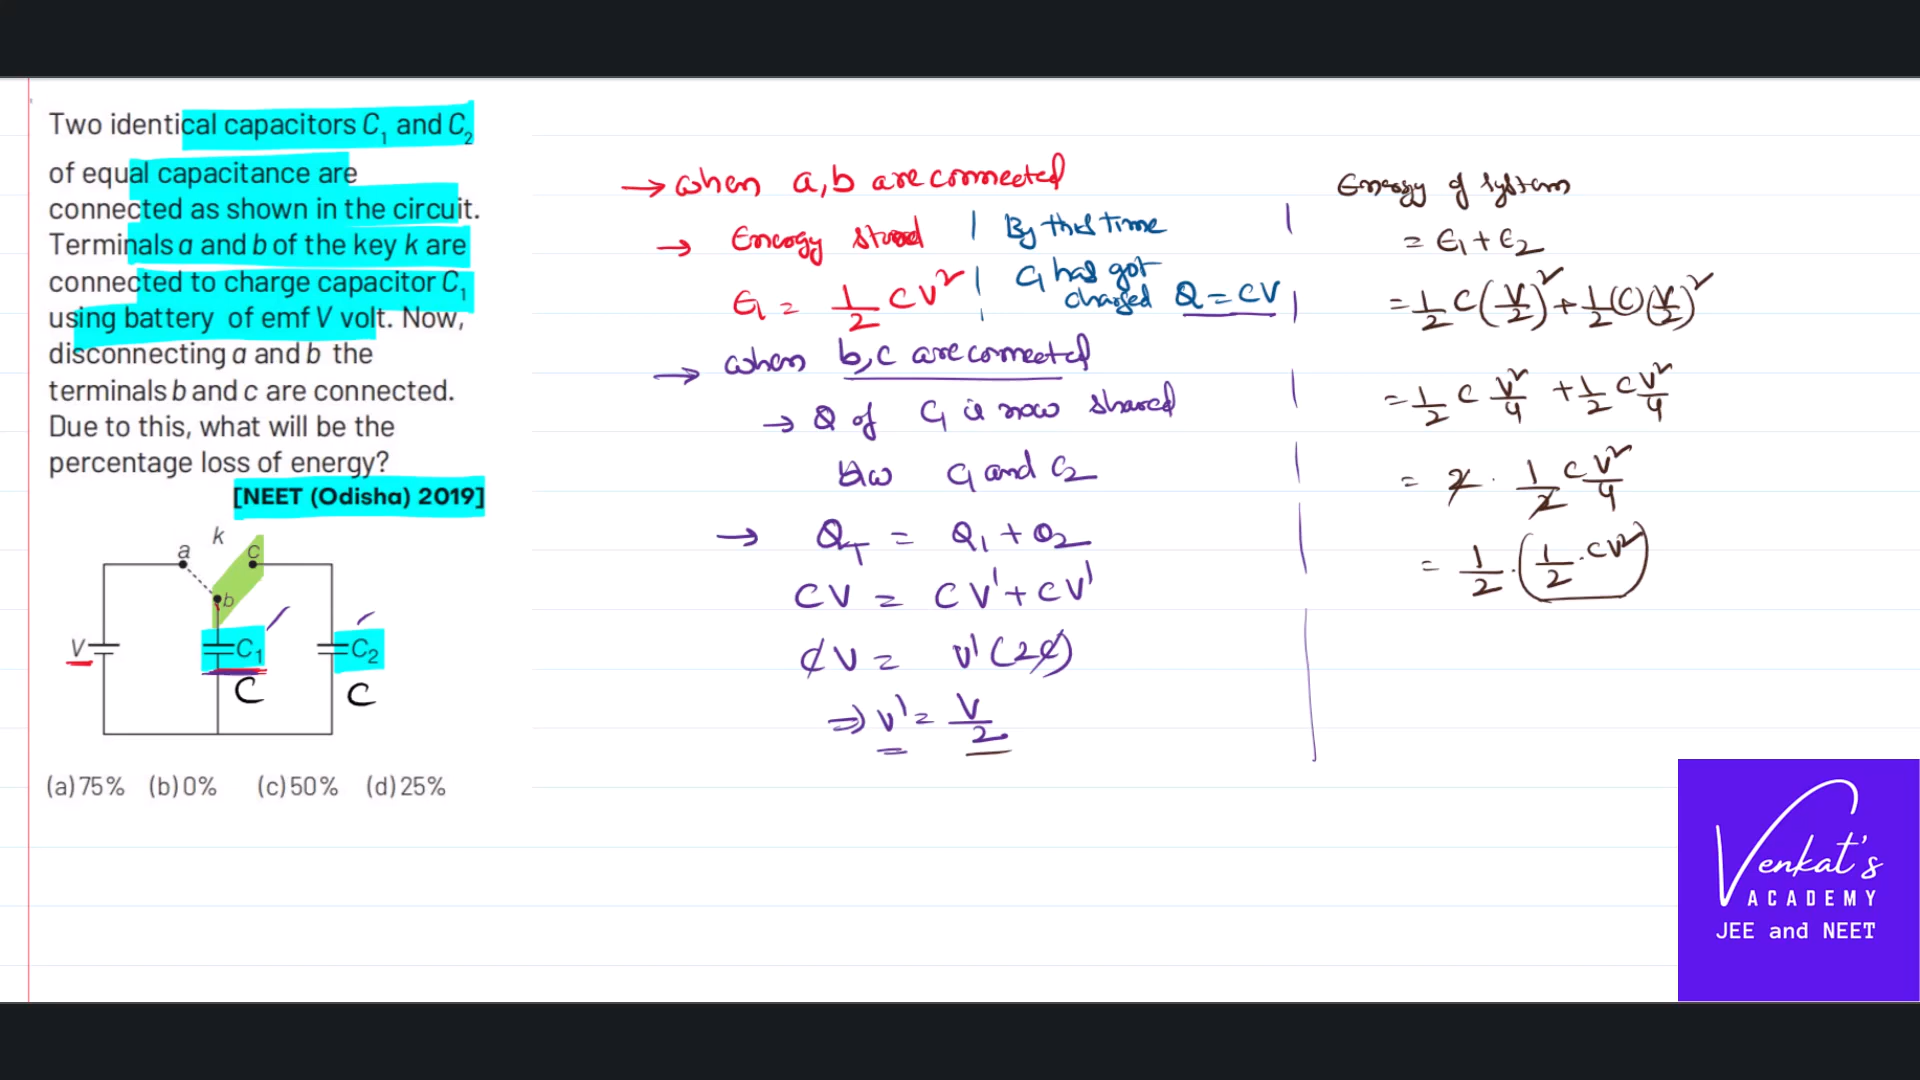 Two identical capacitors C₁ and C₂
of equal capacitance are
connected as shown in the circuit.
Terminals a and b of the key k are
connected to charge capacitor C₁
using battery of emf V volt. Now,
disconnecting a and b the
terminals b and c are connected.
Due to this, what will be the
percentage loss of energy?
[NEET (Odisha) 2019]
k
a
c
b
V
C₁
C₂
C
C
(a) 75% (b) 0% (c) 50% (d) 25%
→ when a,b are connected
→ Energy stored
E₁ = 1/2 CV²
By this time
C₁ has got
charged Q = CV
→ when b,c are connected
→ Q of C₁ is now shared
b/w C₁ and C₂
→ Q_T = Q₁ + Q₂
CV = CV' + CV'
CV = V'(2C)
⇒ V' = V/2
Energy of system
= E₁ + E₂
= 1/2 C (V/2)² + 1/2 (C) (V/2)²
= 1/2 C V²/4 + 1/2 C V²/4
= 2 · 1/2 C V²/4
= 1/2 · (1/2 · CV²)
Venkat's
ACADEMY
JEE and NEET